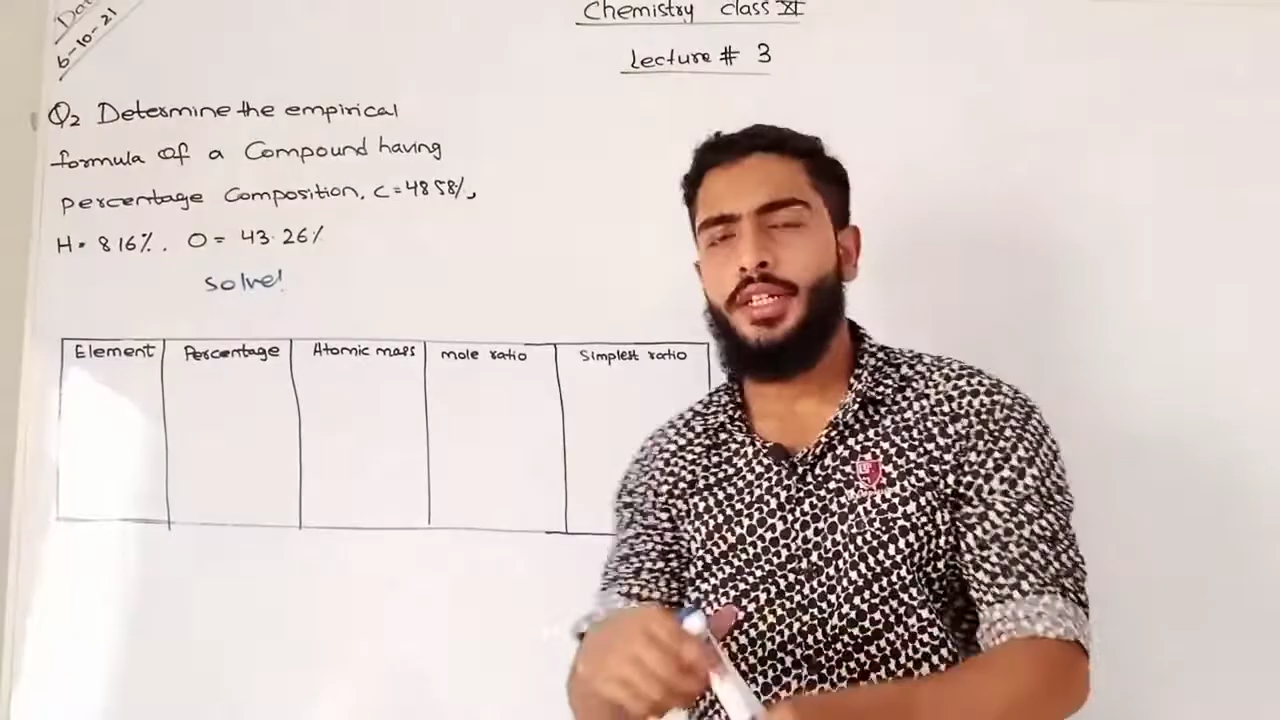 6-10-21
Chemistry class XI
Lecture # 3
Q2 Determine the empirical
formula of a Compound having
percentage Composition, C=48.58%,
H= 8.16%. O= 43.26%
Solve!
Element Percentage Atomic mass mole ratio Simplest ratio